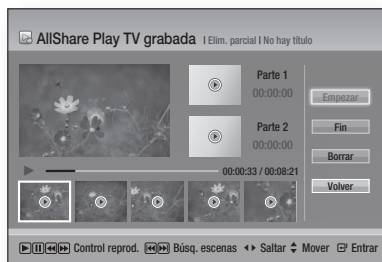 AllShare Play TV grabada | Elim. parcial | No hay título
Parte 1
00:00:00
Parte 2
00:00:00
00:00:33 / 00:08:21
Empezar
Fin
Borrar
Volver
Control reprod. Búsq. escenas Saltar Mover Entrar